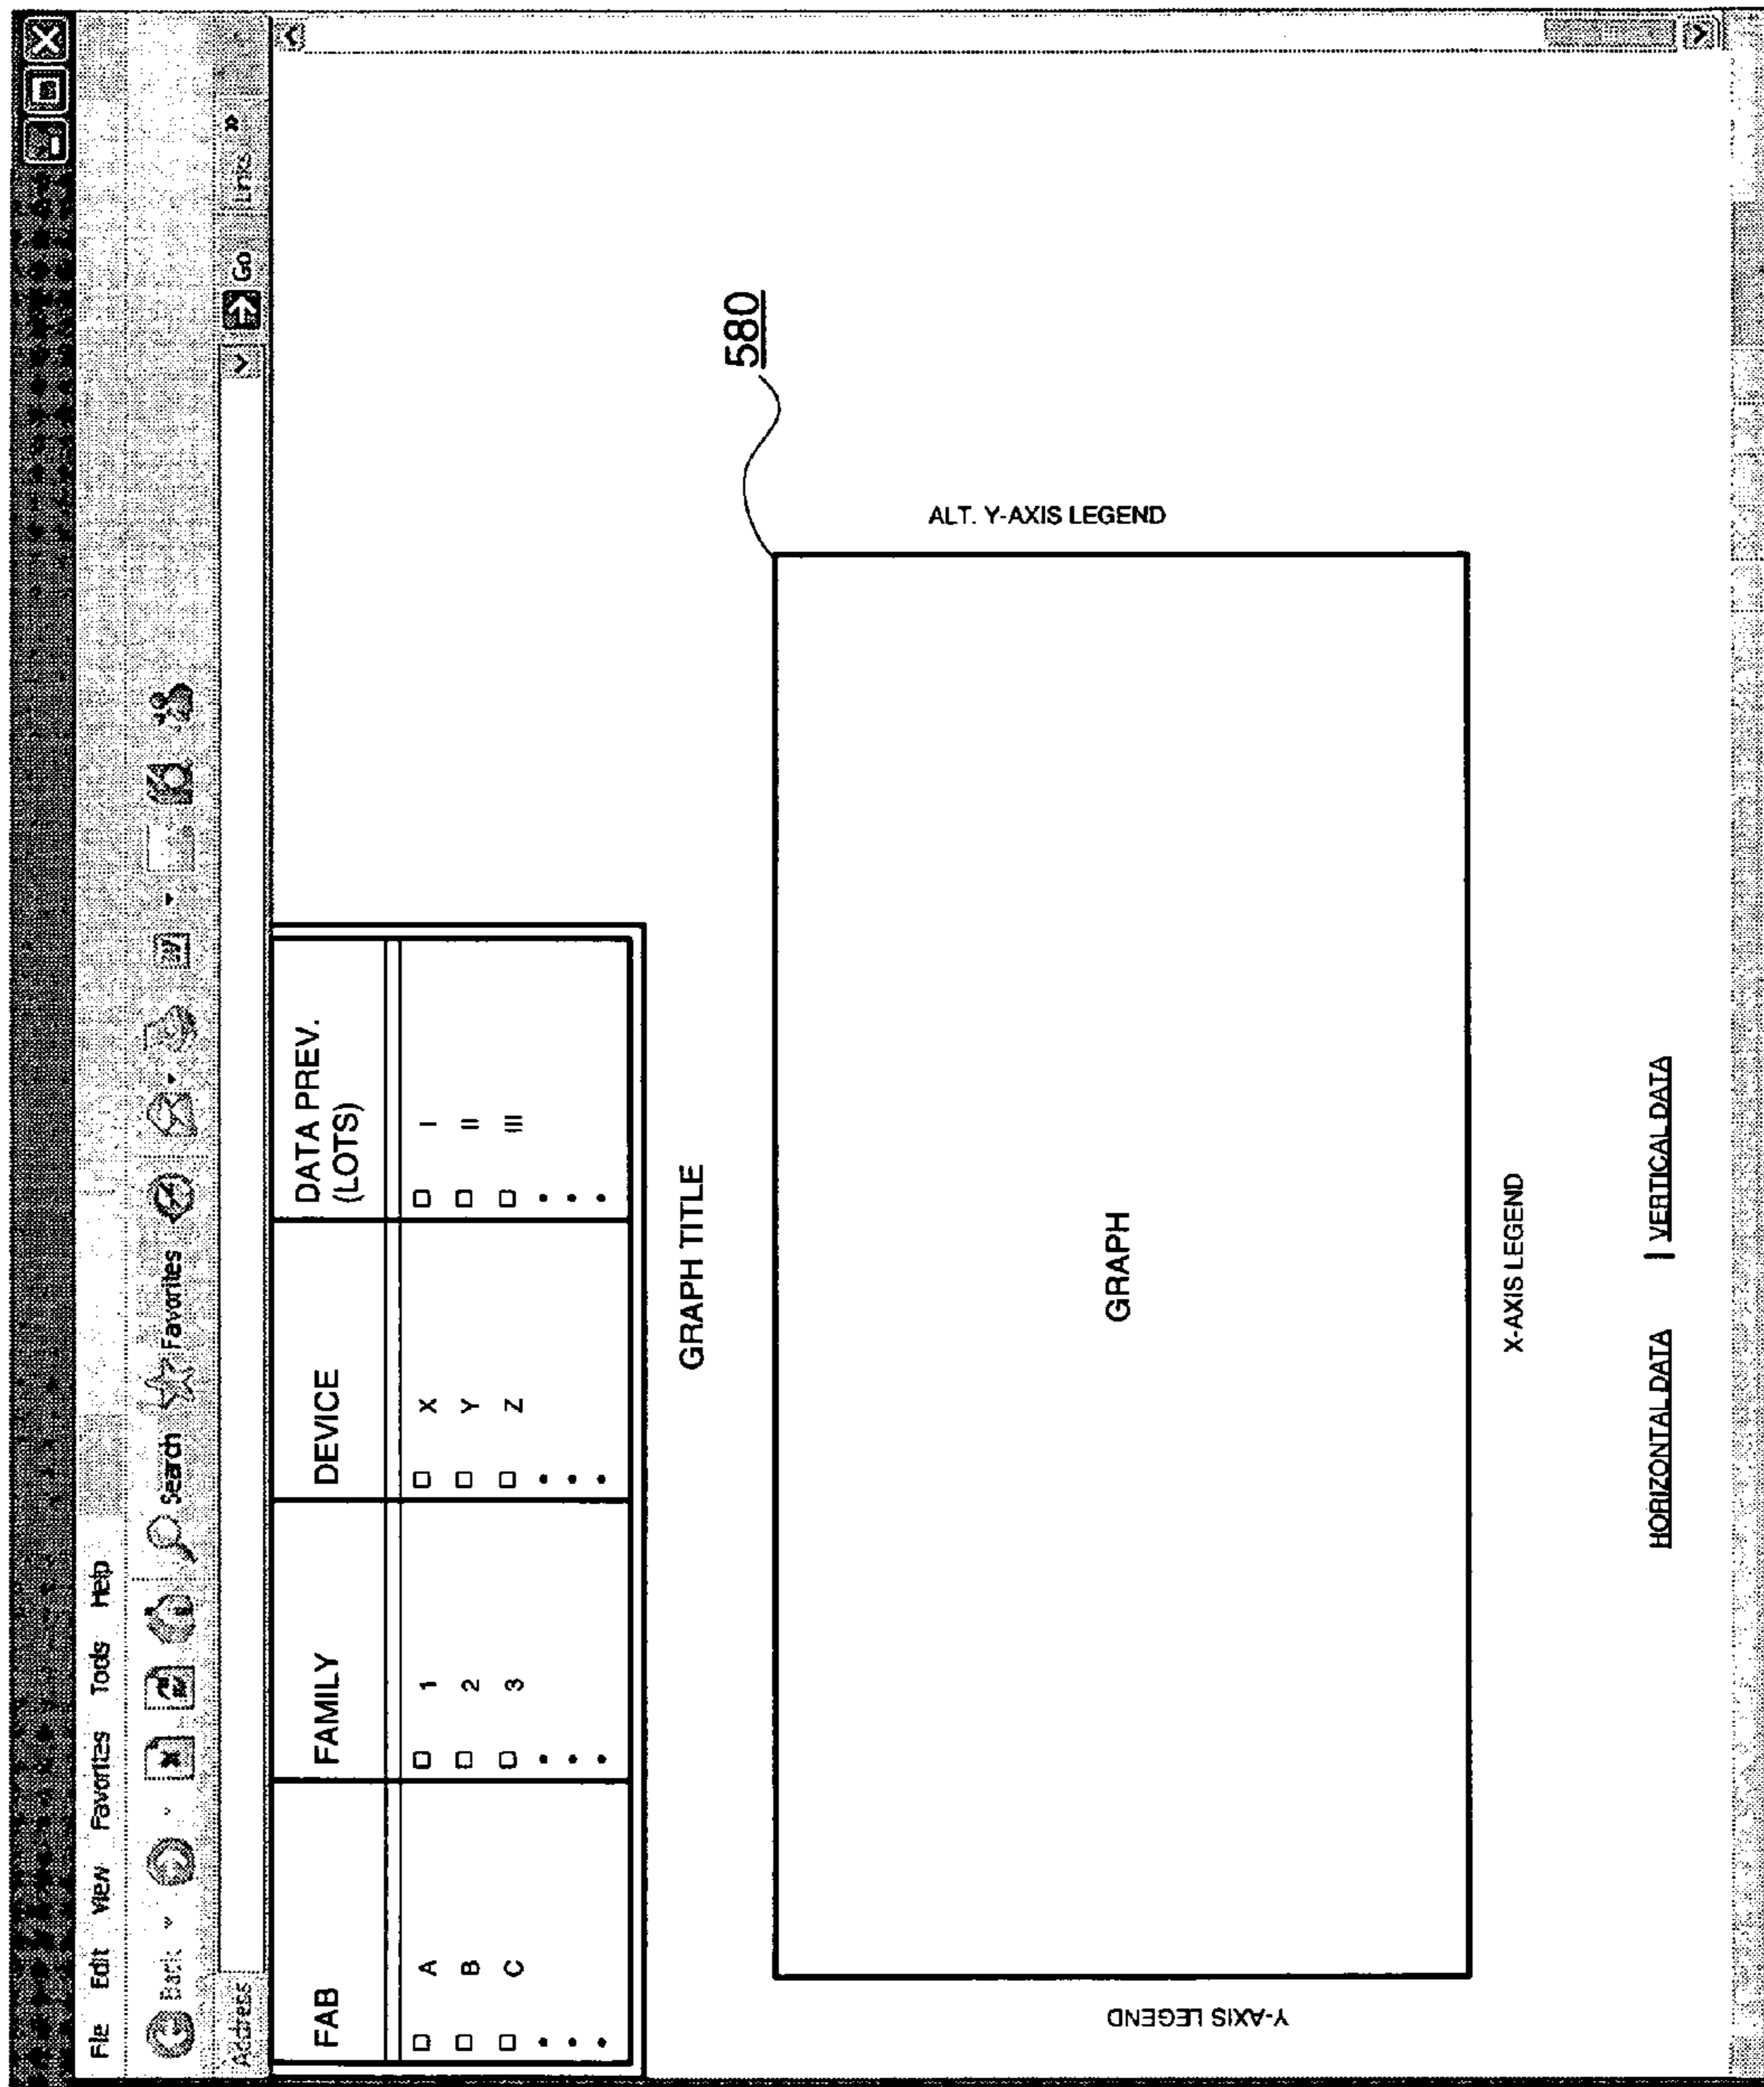 File Edit View Favorites Tools Help
Back Search Favorites
Address Go Links »
FAB FAMILY DEVICE DATA PREV. (LOTS)
A 1 X I
B 2 Y II
C 3 Z III
GRAPH TITLE
580
Y-AXIS LEGEND
GRAPH
ALT. Y-AXIS LEGEND
X-AXIS LEGEND
HORIZONTAL DATA | VERTICAL DATA